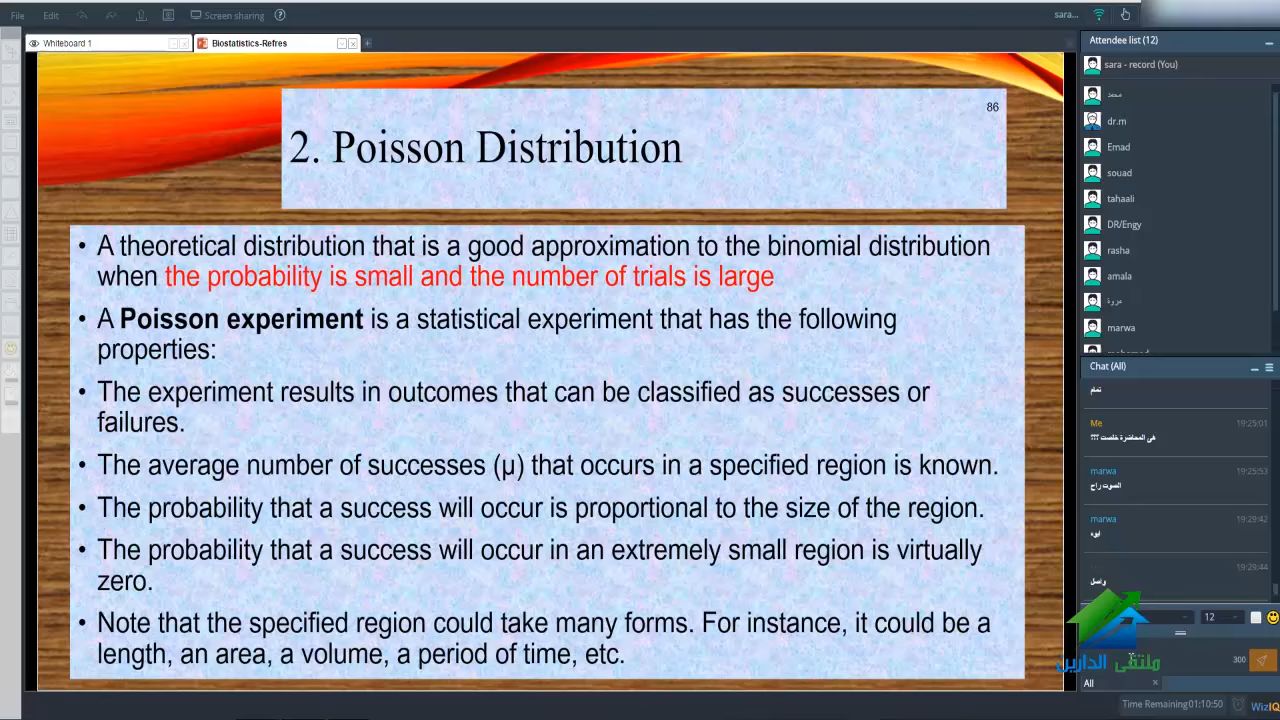 File Edit Screen sharing
sara...
Whiteboard 1
Biostatistics-Refres
86
2. Poisson Distribution
• A theoretical distribution that is a good approximation to the binomial distribution
when the probability is small and the number of trials is large
• A Poisson experiment is a statistical experiment that has the following
properties:
• The experiment results in outcomes that can be classified as successes or
failures.
• The average number of successes (μ) that occurs in a specified region is known.
• The probability that a success will occur is proportional to the size of the region.
• The probability that a success will occur in an extremely small region is virtually
zero.
• Note that the specified region could take many forms. For instance, it could be a
length, an area, a volume, a period of time, etc.
Attendee list (12)
sara - record (You)
محمد
dr.m
Emad
souad
tahaali
DR/Engy
rasha
amala
مروة
marwa
mohamed
Chat (All)
تمام
Me 19:25:01
هى المحاضرة خلصت ؟؟؟
marwa 19:25:53
الصوت راح
marwa 19:29:42
ايوه
19:29:44
واصل
12
ملتقى الدارين
300
All
Time Remaining 01:10:50
WizIQ